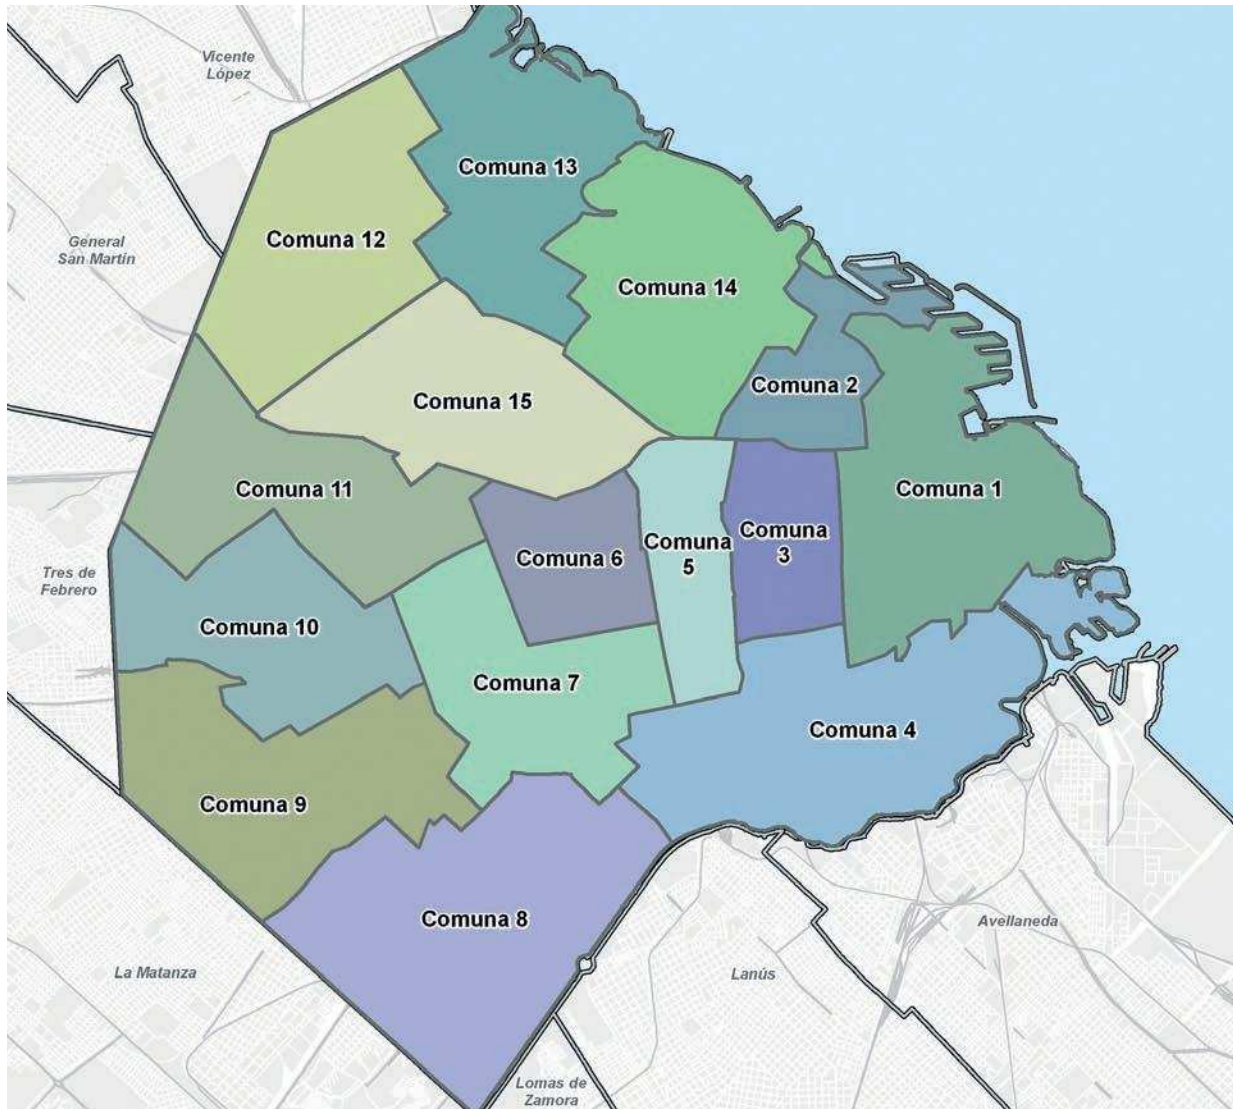 Vicente
López
Comuna 13
Comuna 12
General
San Martín
Comuna 14
Comuna 2
Comuna 15
Comuna 11
Comuna 1
Comuna
3
Comuna
5
Comuna 6
Tres de
Febrero
Comuna 10
Comuna 7
Comuna 4
Comuna 9
Comuna 8
Avellaneda
La Matanza
Lanús
Lomas de
Zamora